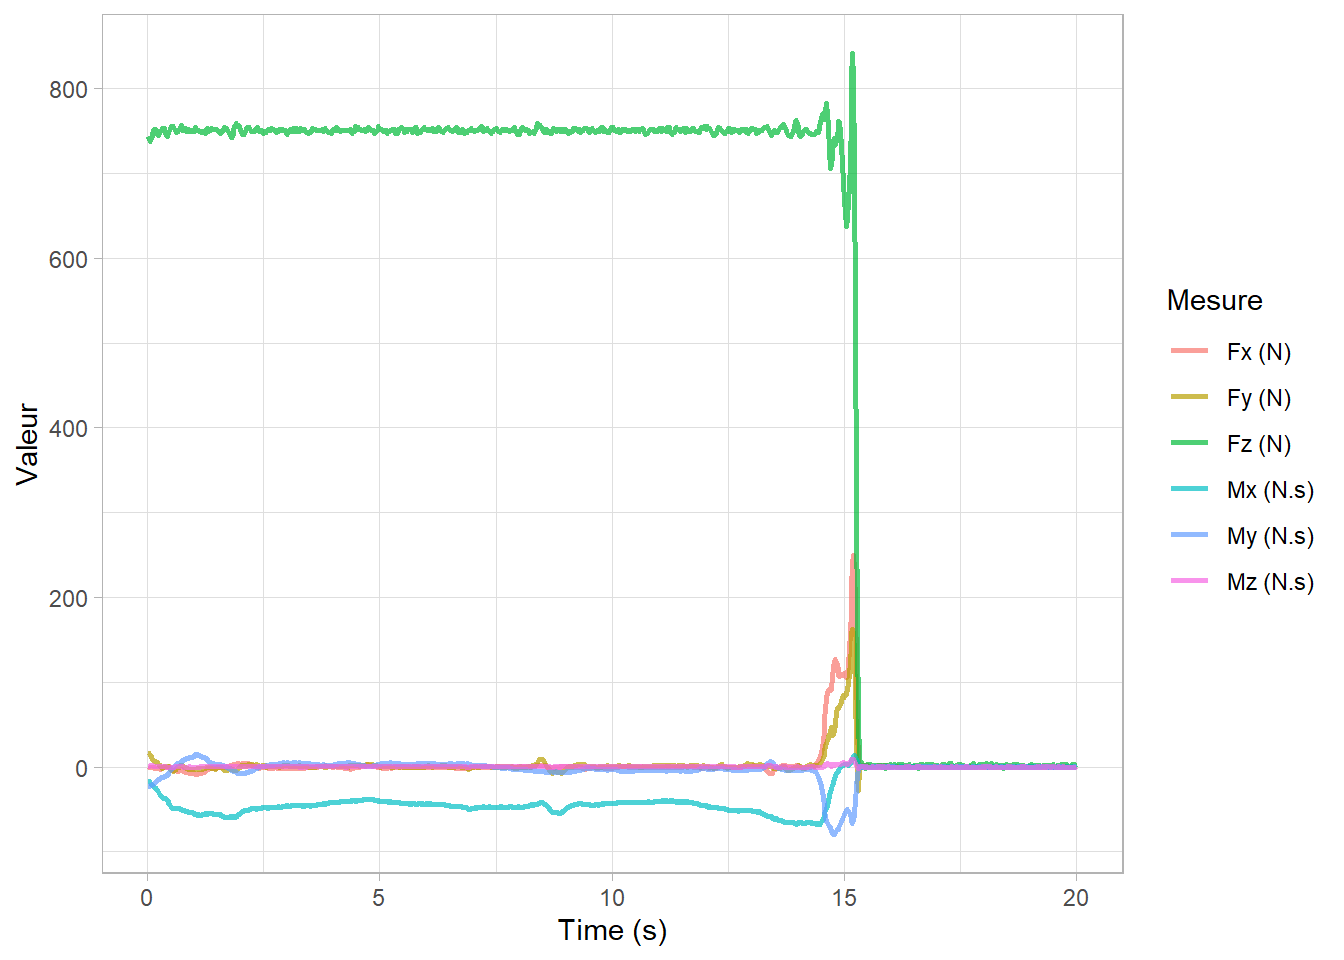 800
600
400
200
0
Valeur
0 5 10 15 20
Time (s)
Mesure
Fx (N)
Fy (N)
Fz (N)
Mx (N.s)
My (N.s)
Mz (N.s)